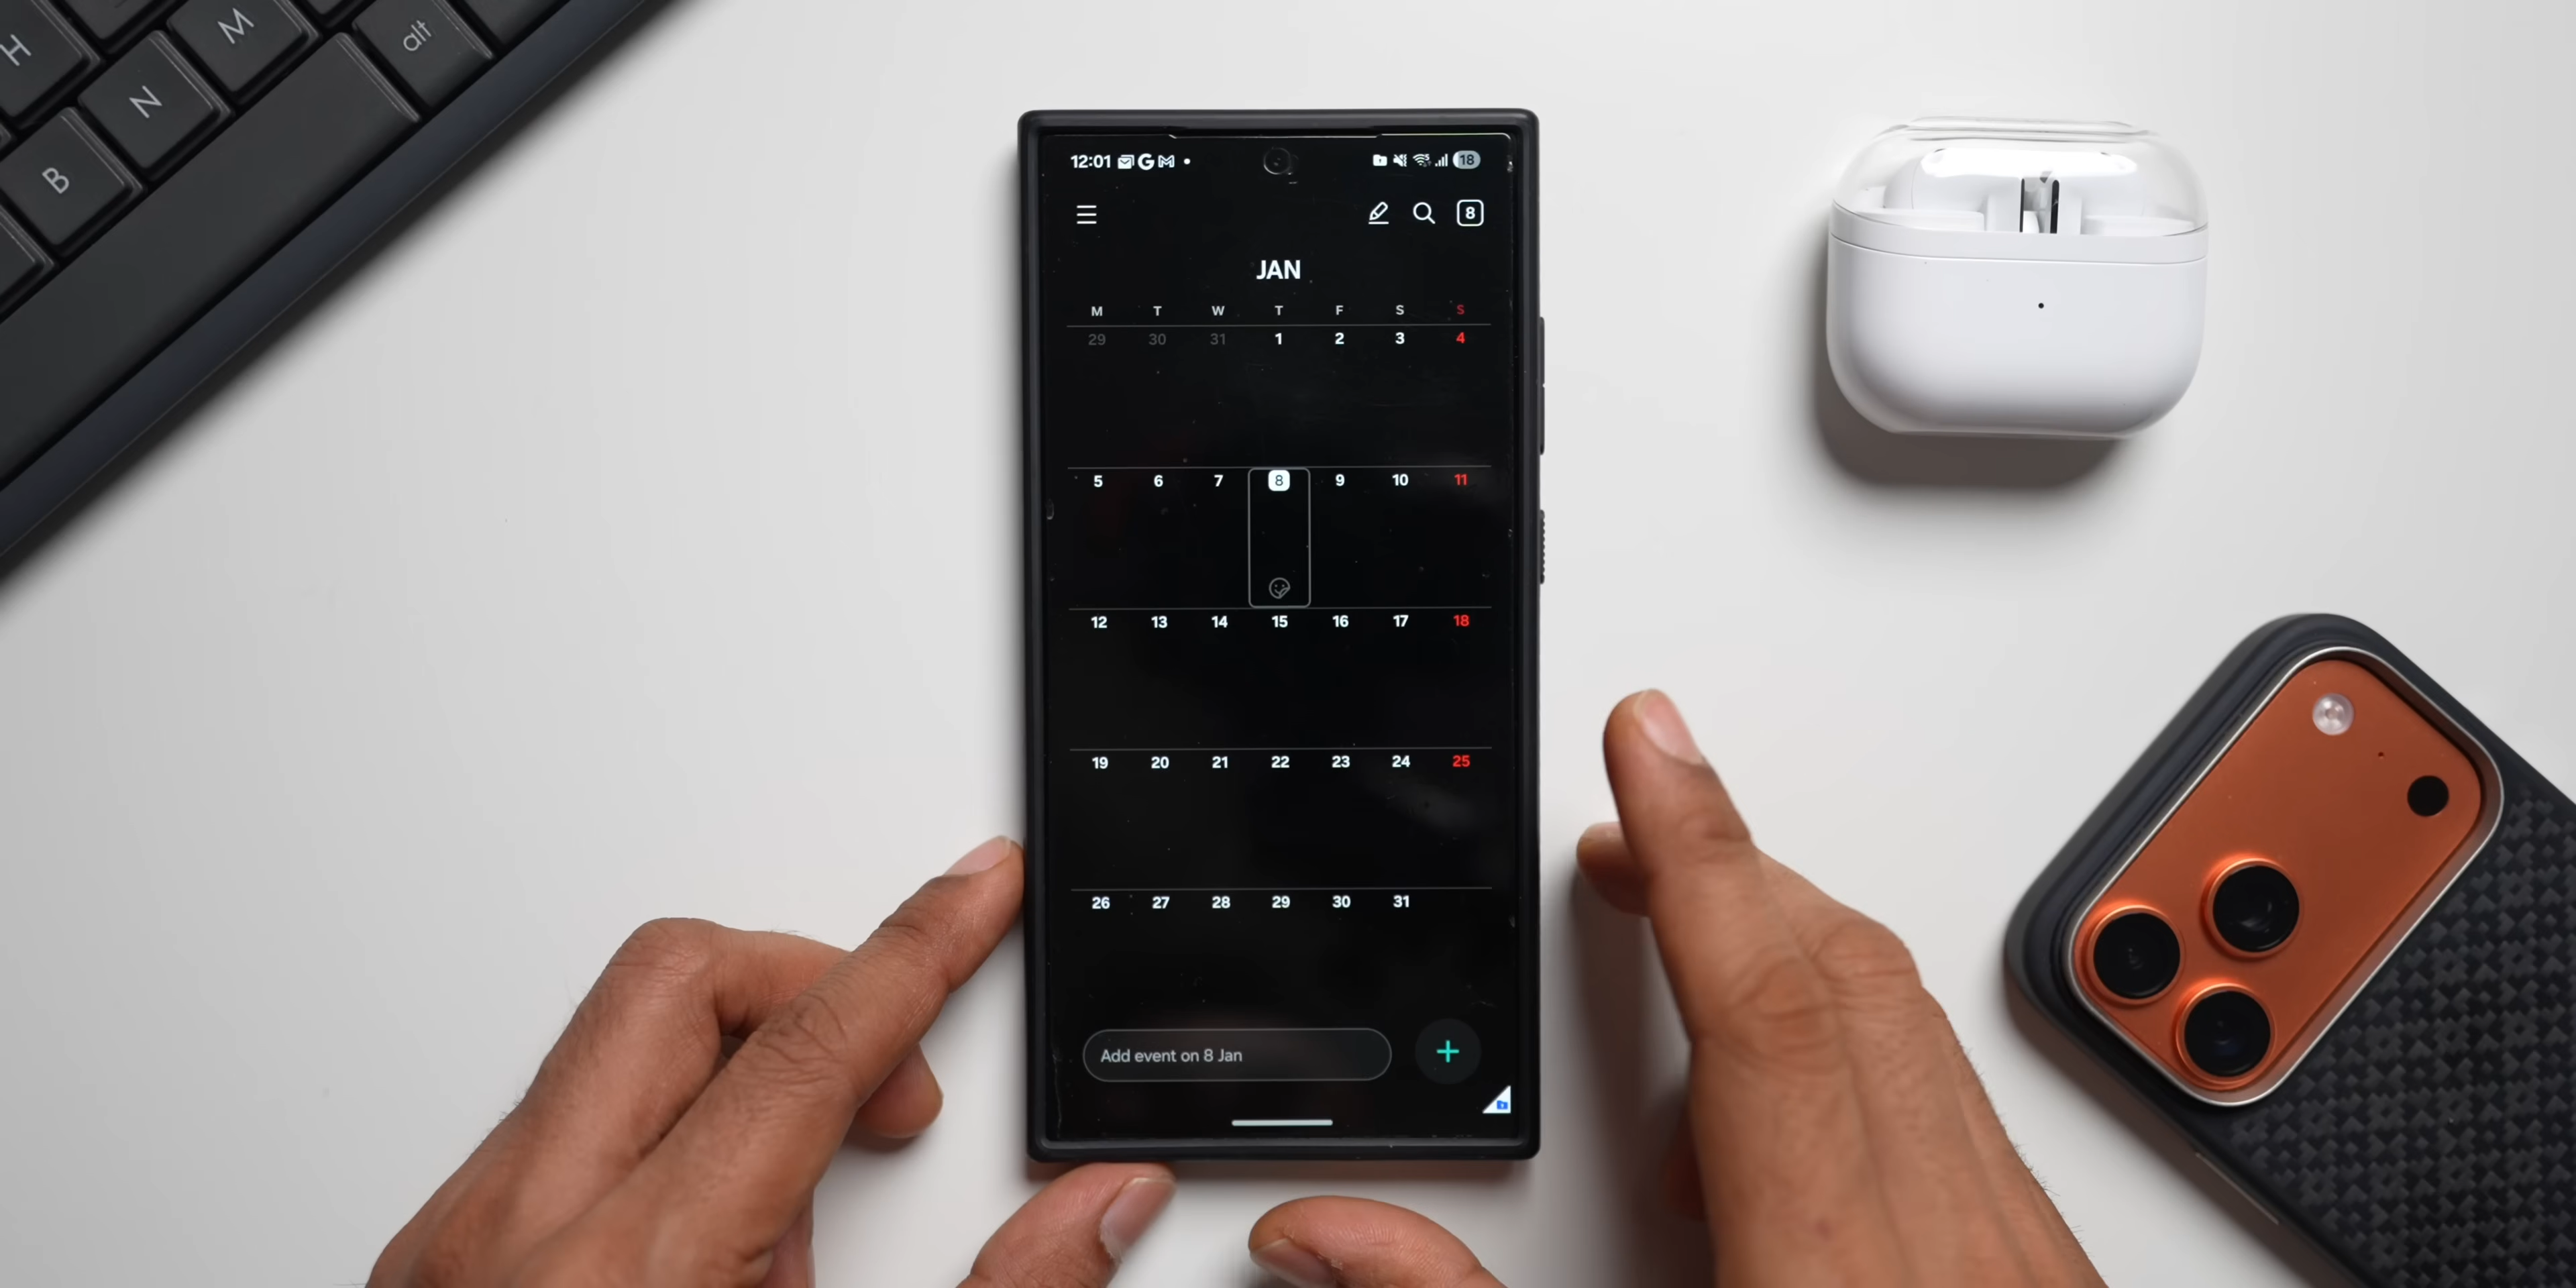 H
B
N
M
alt
12:01 G M 18
8
JAN
M T W T F S S
29 30 31 1 2 3 4
5 6 7 8 9 10 11
12 13 14 15 16 17 18
19 20 21 22 23 24 25
26 27 28 29 30 31
Add event on 8 Jan